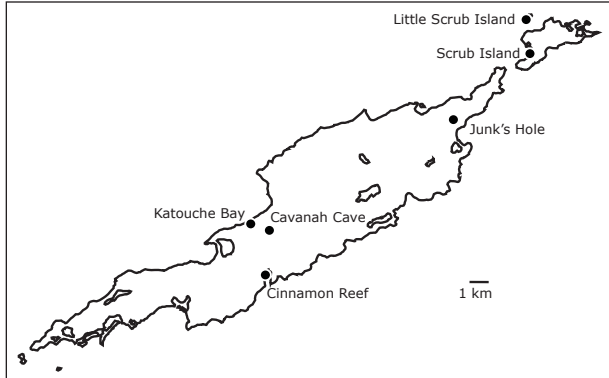 Little Scrub Island
Scrub Island
Junk's Hole
Katouche Bay
Cavanah Cave
Cinnamon Reef
1 km